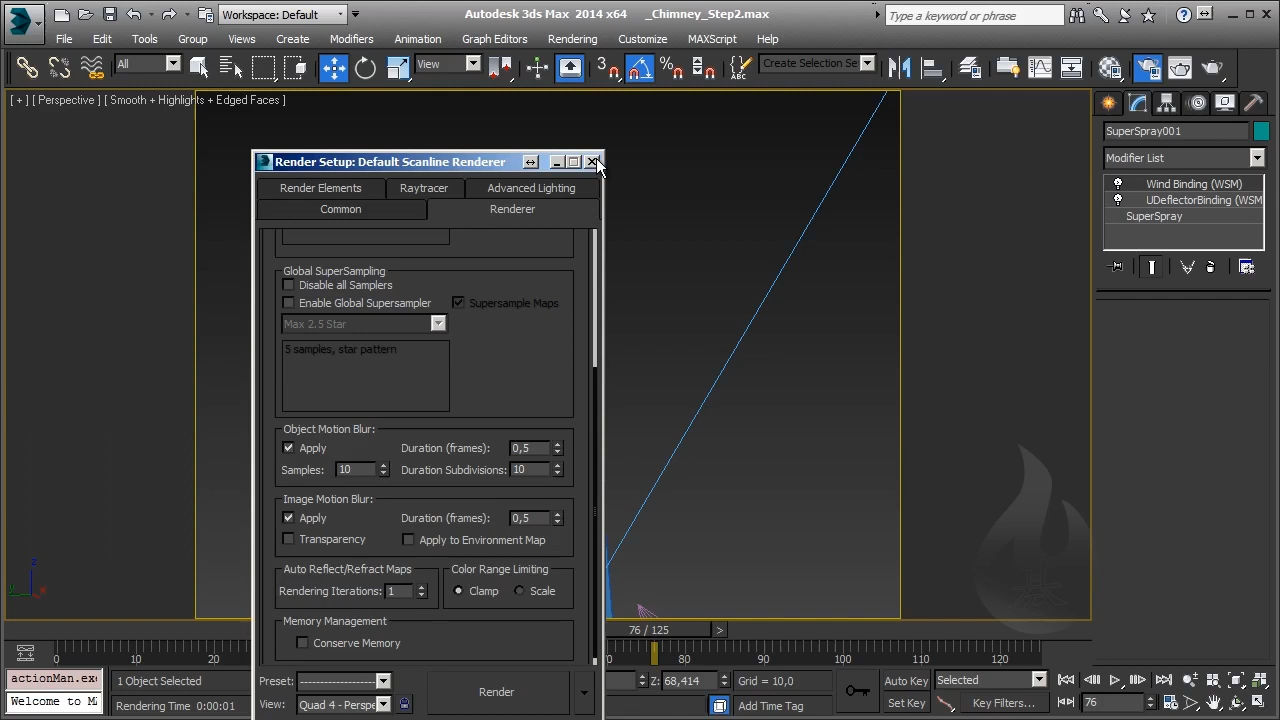 Workspace: Default
Autodesk 3ds Max 2014 x64 _Chimney_Step2.max
Type a keyword or phrase
File Edit Tools Group Views Create Modifiers Animation Graph Editors Rendering Customize MAXScript Help
All View Create Selection Se
[ + ] [ Perspective ] [ Smooth + Highlights + Edged Faces ]
SuperSpray001
Modifier List
Wind Binding (WSM)
UDeflectorBinding (WSM
SuperSpray
Render Setup: Default Scanline Renderer
Render Elements Raytracer Advanced Lighting
Common Renderer
Global SuperSampling
Disable all Samplers
Enable Global Supersampler Supersample Maps
Max 2.5 Star
5 samples, star pattern
Object Motion Blur:
Apply Duration (frames): 0,5
Samples: 10 Duration Subdivisions: 10
Image Motion Blur:
Apply Duration (frames): 0,5
Transparency Apply to Environment Map
Auto Reflect/Refract Maps Color Range Limiting
Rendering Iterations: 1 Clamp Scale
Memory Management
Conserve Memory
Preset: --------------------
Render
View: Quad 4 - Perspe
76 / 125 >
0 10 20 70 80 90 100 110 120
actionMan.exe 1 Object Selected Z: 68,414 Grid = 10,0 Auto Key Selected
Welcome to MA Rendering Time 0:00:01 Add Time Tag Set Key Key Filters... 76